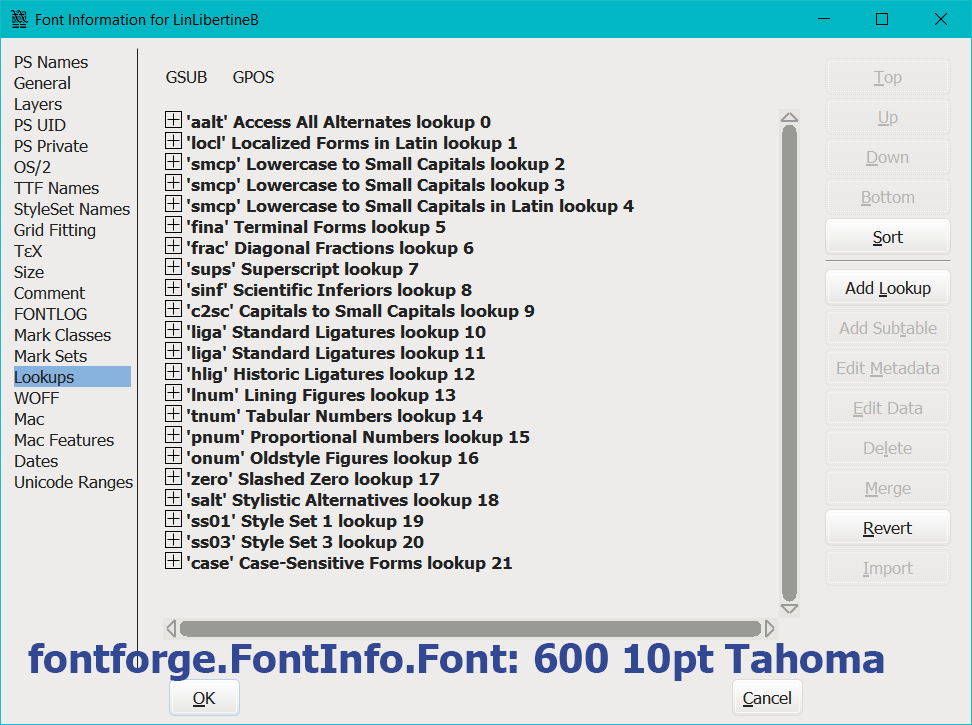 Font Information for LinLibertineB
PS Names
General
Layers
PS UID
PS Private
OS/2
TTF Names
StyleSet Names
Grid Fitting
TεX
Size
Comment
FONTLOG
Mark Classes
Mark Sets
Lookups
WOFF
Mac
Mac Features
Dates
Unicode Ranges
GSUB GPOS
'aalt' Access All Alternates lookup 0
'locl' Localized Forms in Latin lookup 1
'smcp' Lowercase to Small Capitals lookup 2
'smcp' Lowercase to Small Capitals lookup 3
'smcp' Lowercase to Small Capitals in Latin lookup 4
'fina' Terminal Forms lookup 5
'frac' Diagonal Fractions lookup 6
'sups' Superscript lookup 7
'sinf' Scientific Inferiors lookup 8
'c2sc' Capitals to Small Capitals lookup 9
'liga' Standard Ligatures lookup 10
'liga' Standard Ligatures lookup 11
'hlig' Historic Ligatures lookup 12
'lnum' Lining Figures lookup 13
'tnum' Tabular Numbers lookup 14
'pnum' Proportional Numbers lookup 15
'onum' Oldstyle Figures lookup 16
'zero' Slashed Zero lookup 17
'salt' Stylistic Alternatives lookup 18
'ss01' Style Set 1 lookup 19
'ss03' Style Set 3 lookup 20
'case' Case-Sensitive Forms lookup 21
Top
Up
Down
Bottom
Sort
Add Lookup
Add Subtable
Edit Metadata
Edit Data
Delete
Merge
Revert
Import
fontforge.FontInfo.Font: 600 10pt Tahoma
OK Cancel